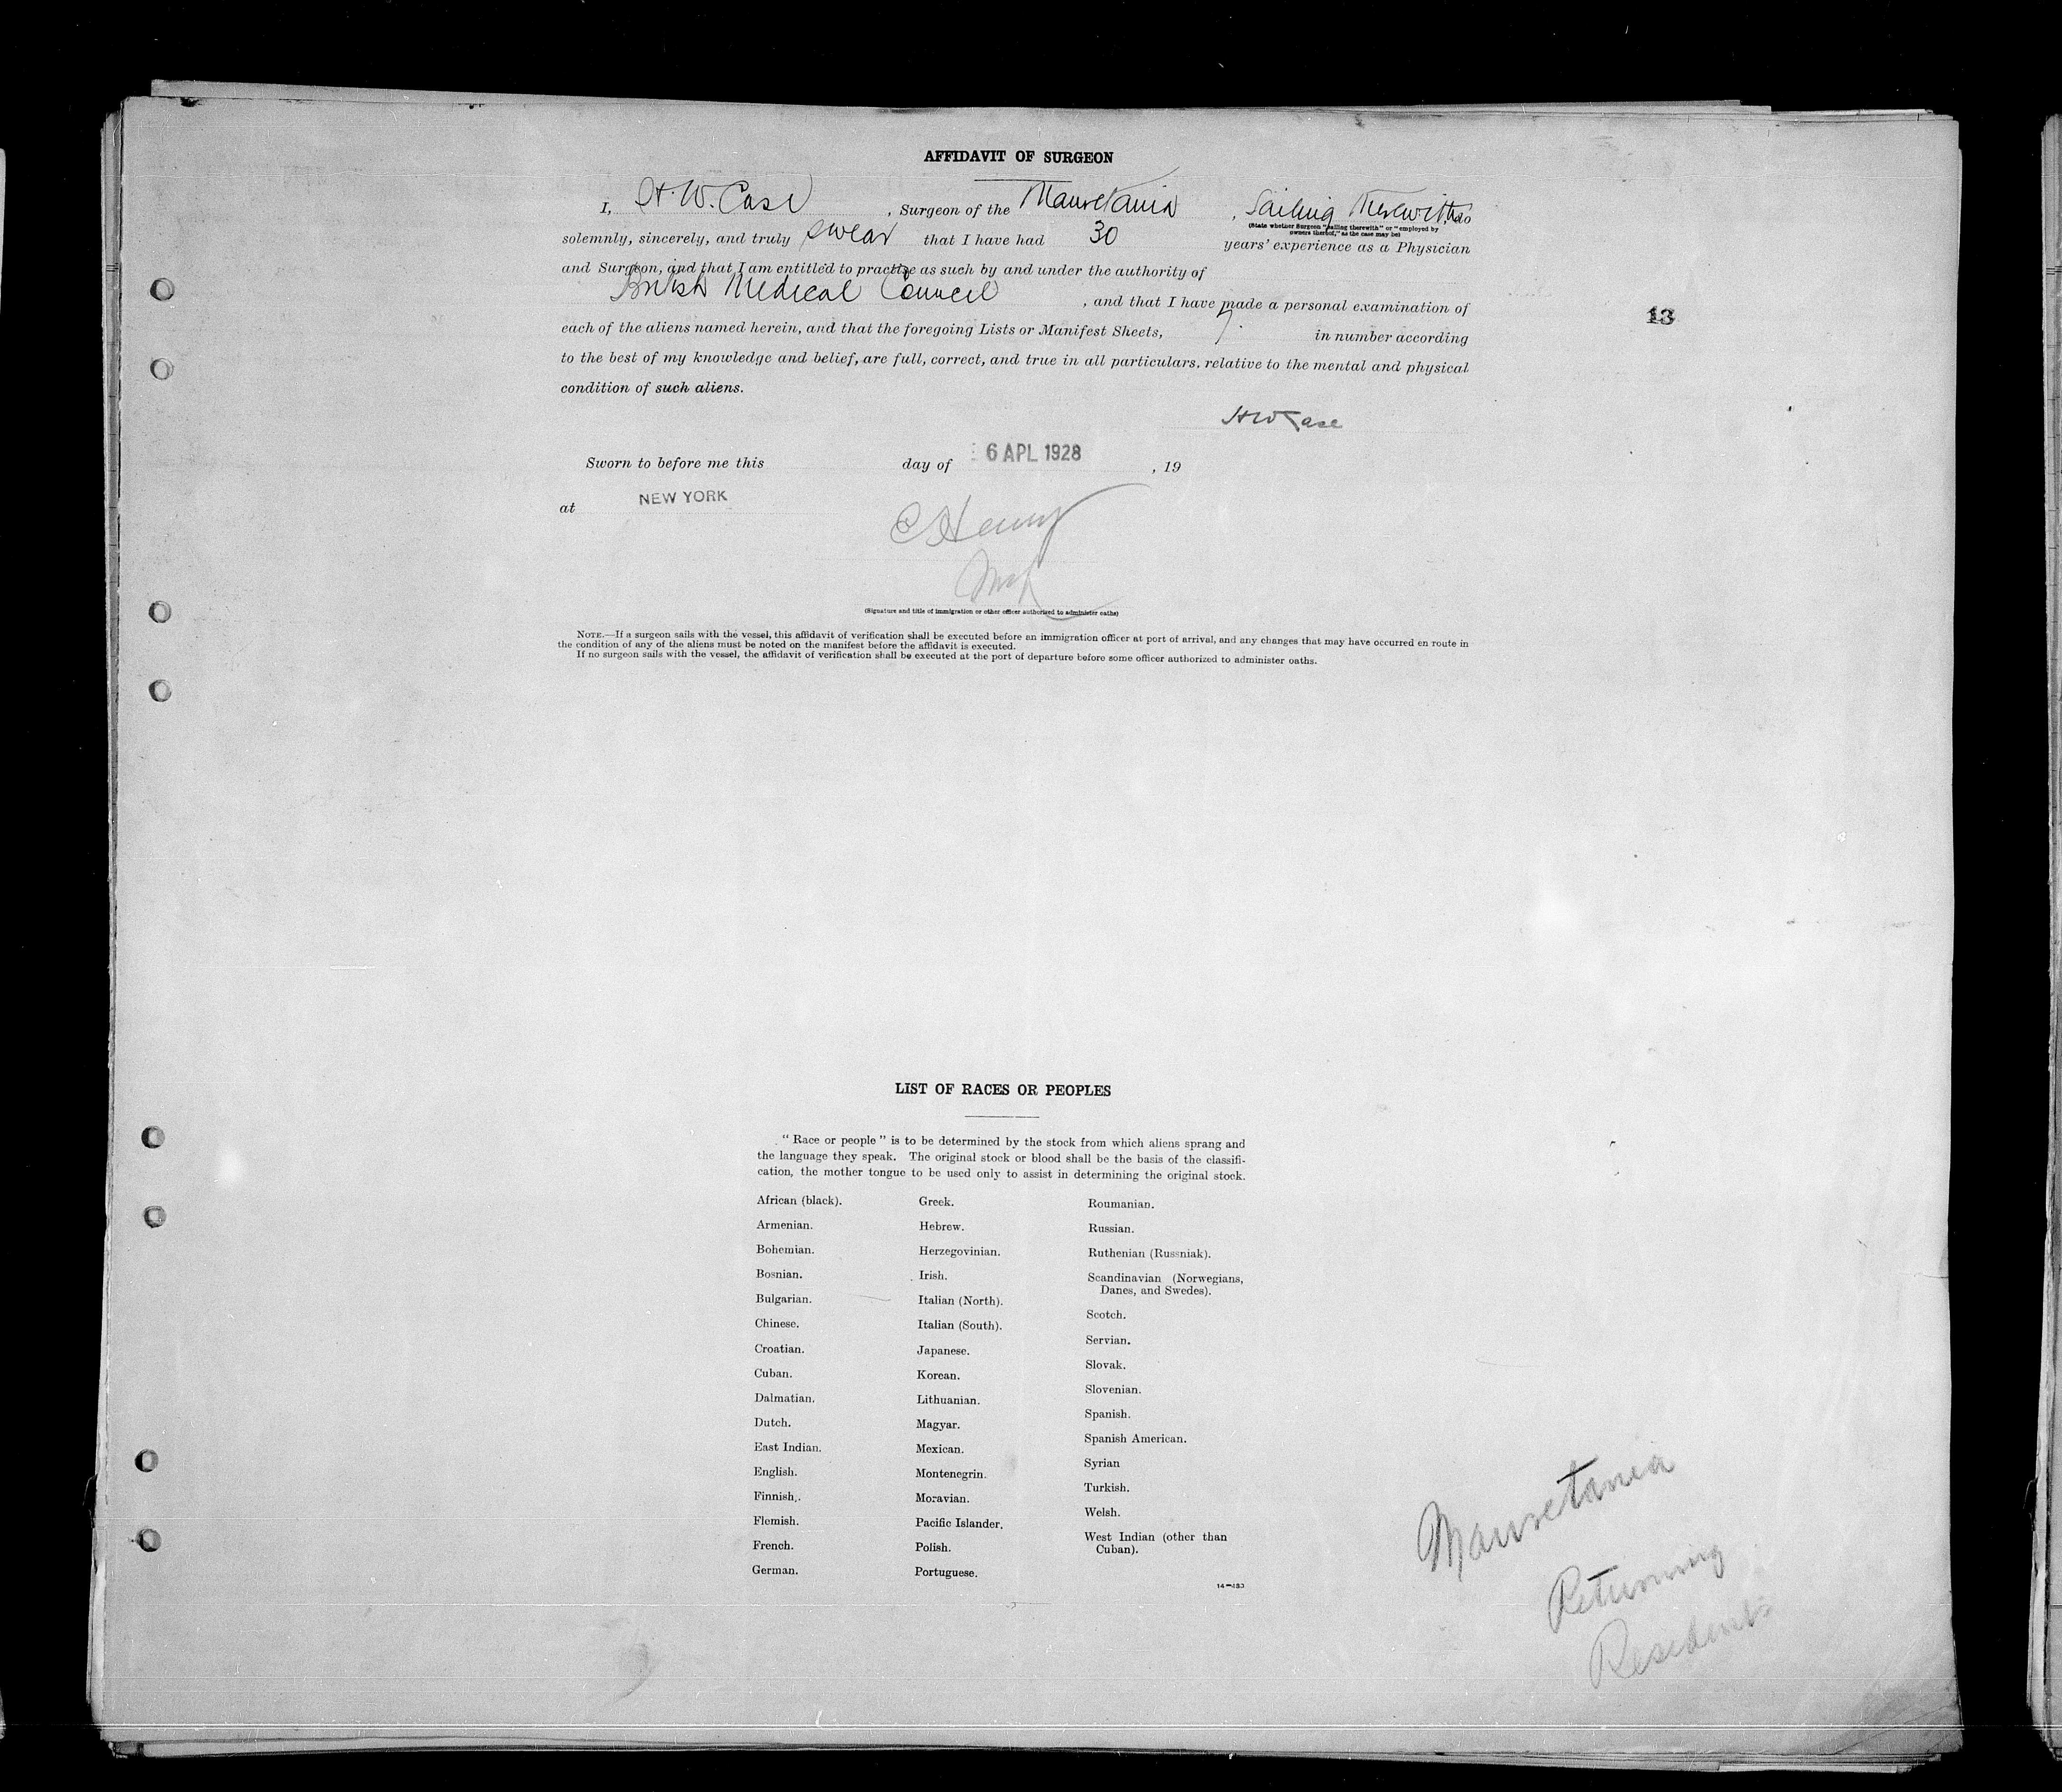 AFFIDAVIT OF SURGEON
I, H. W. Case , Surgeon of the Mauretania , Sailing Therewith, do
(State whether Surgeon "sailing therewith" or "employed by
owners thereof," as the case may be)
solemnly, sincerely, and truly swear that I have had 30 years' experience as a Physician
and Surgeon, and that I am entitled to practise as such by and under the authority of
British Medical Council , and that I have made a personal examination of
each of the aliens named herein, and that the foregoing Lists or Manifest Sheets, 7. in number according
to the best of my knowledge and belief, are full, correct, and true in all particulars, relative to the mental and physical
condition of such aliens.
13
HW Case
Sworn to before me this day of 6 APL 1928 , 19
at NEW YORK
(Signature and title of immigration or other officer authorized to administer oaths)
NOTE.—If a surgeon sails with the vessel, this affidavit of verification shall be executed before an immigration officer at port of arrival, and any changes that may have occurred en route in
the condition of any of the aliens must be noted on the manifest before the affidavit is executed.
If no surgeon sails with the vessel, the affidavit of verification shall be executed at the port of departure before some officer authorized to administer oaths.
LIST OF RACES OR PEOPLES
"Race or people" is to be determined by the stock from which aliens sprang and
the language they speak. The original stock or blood shall be the basis of the classifi-
cation, the mother tongue to be used only to assist in determining the original stock.
African (black).
Armenian.
Bohemian.
Bosnian.
Bulgarian.
Chinese.
Croatian.
Cuban.
Dalmatian.
Dutch.
East Indian.
English.
Finnish.
Flemish.
French.
German.
Greek.
Hebrew.
Herzegovinian.
Irish.
Italian (North).
Italian (South).
Japanese.
Korean.
Lithuanian.
Magyar.
Mexican.
Montenegrin.
Moravian.
Pacific Islander.
Polish.
Portuguese.
Roumanian.
Russian.
Ruthenian (Russniak).
Scandinavian (Norwegians,
Danes, and Swedes).
Scotch.
Servian.
Slovak.
Slovenian.
Spanish.
Spanish American.
Syrian
Turkish.
Welsh.
West Indian (other than
Cuban).
Mauretania
Returning
Residents